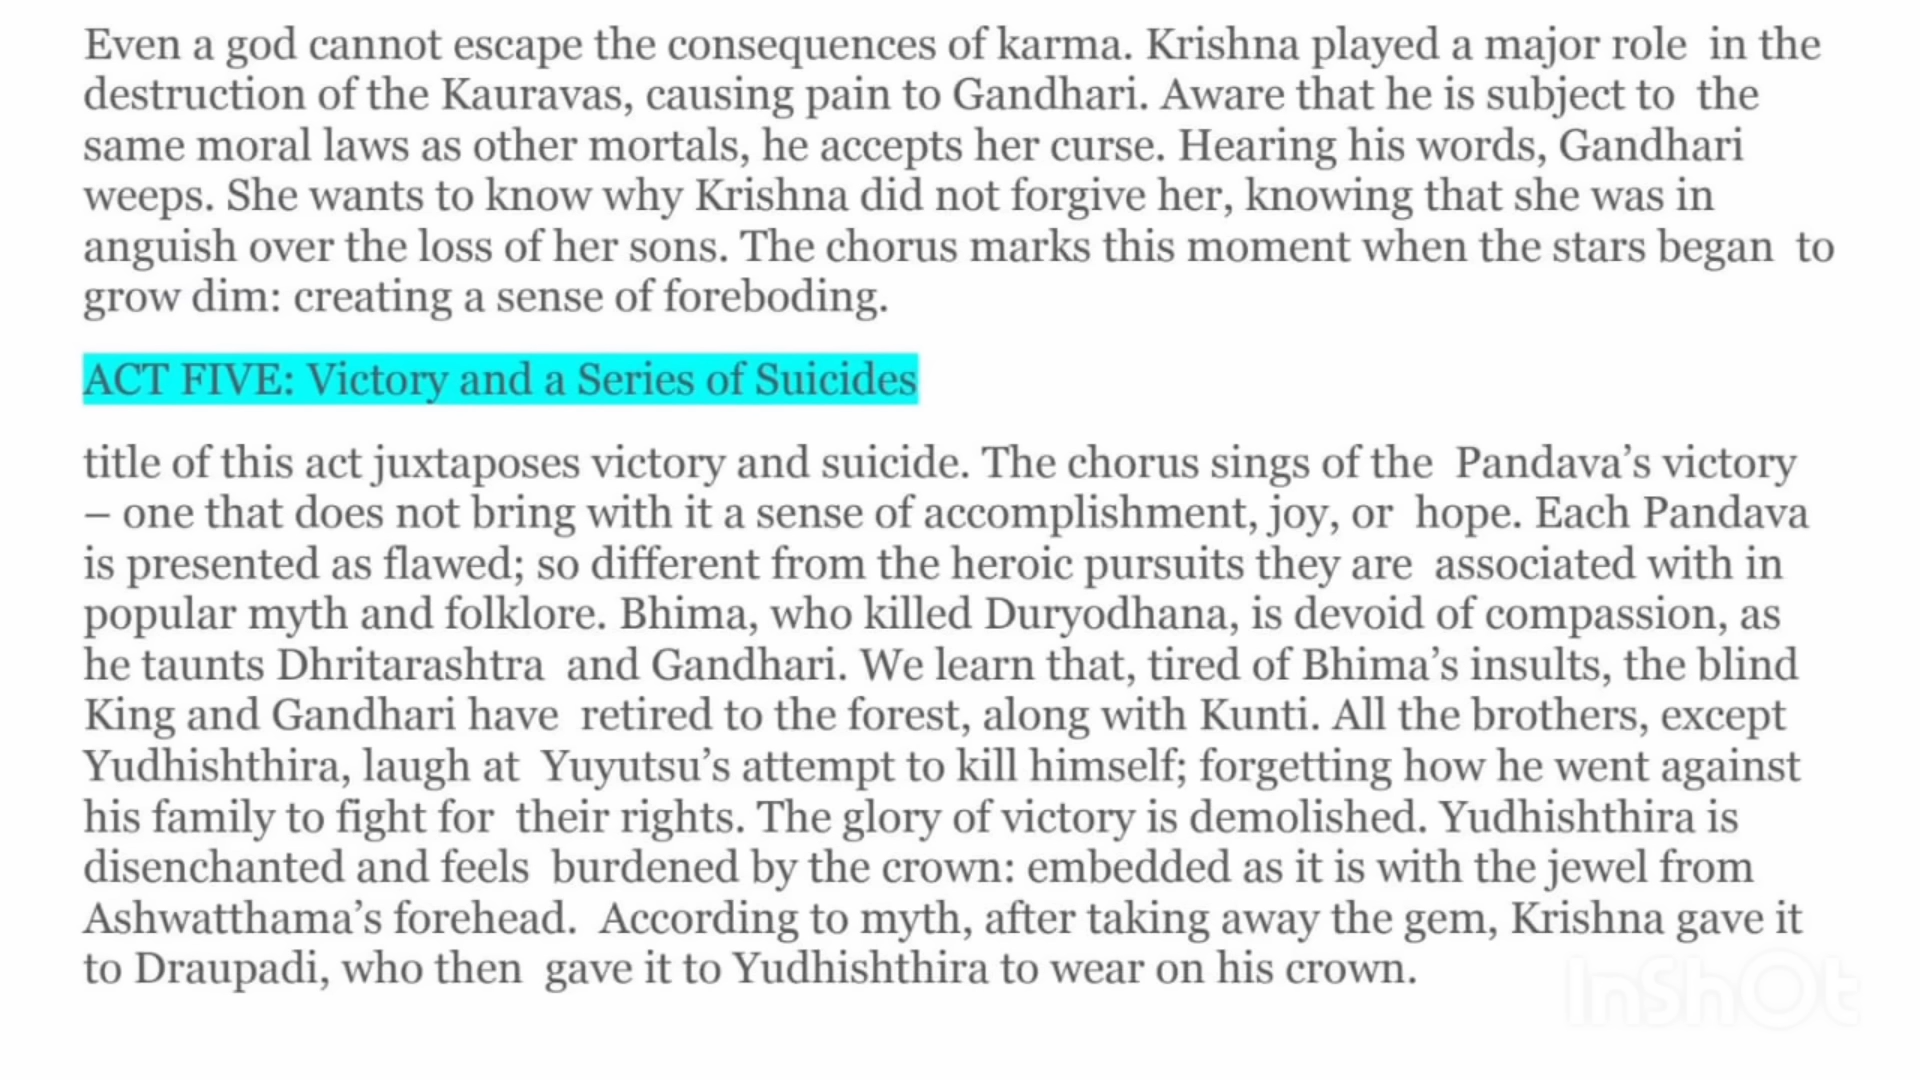 Even a god cannot escape the consequences of karma. Krishna played a major role in the
destruction of the Kauravas, causing pain to Gandhari. Aware that he is subject to the
same moral laws as other mortals, he accepts her curse. Hearing his words, Gandhari
weeps. She wants to know why Krishna did not forgive her, knowing that she was in
anguish over the loss of her sons. The chorus marks this moment when the stars began to
grow dim: creating a sense of foreboding.
ACT FIVE: Victory and a Series of Suicides
title of this act juxtaposes victory and suicide. The chorus sings of the Pandava’s victory
– one that does not bring with it a sense of accomplishment, joy, or hope. Each Pandava
is presented as flawed; so different from the heroic pursuits they are associated with in
popular myth and folklore. Bhima, who killed Duryodhana, is devoid of compassion, as
he taunts Dhritarashtra and Gandhari. We learn that, tired of Bhima’s insults, the blind
King and Gandhari have retired to the forest, along with Kunti. All the brothers, except
Yudhishthira, laugh at Yuyutsu’s attempt to kill himself; forgetting how he went against
his family to fight for their rights. The glory of victory is demolished. Yudhishthira is
disenchanted and feels burdened by the crown: embedded as it is with the jewel from
Ashwatthama’s forehead. According to myth, after taking away the gem, Krishna gave it
to Draupadi, who then gave it to Yudhishthira to wear on his crown.
InShOt